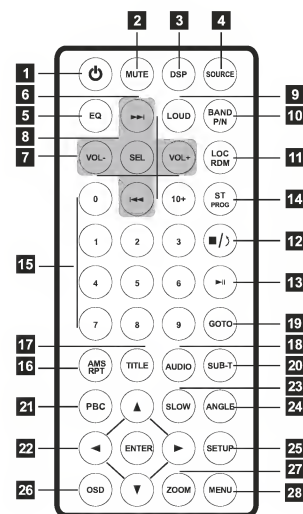 2 3 4
1 MUTE DSP SOURCE
6 9
5 EQ LOUD BAND P/N 10
8
7 VOL- SEL VOL+ LOC RDM 11
0 10+ ST PROG 14
1 2 3 12
15
4 5 6 13
7 8 9 GOTO 19
17 18
16 AMS RPT TITLE AUDIO SUB-T 20
23
21 PBC SLOW ANGLE 24
22 ENTER SETUP 25
27
26 OSD ZOOM MENU 28